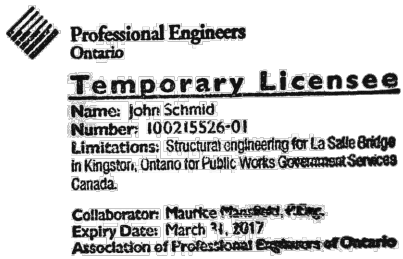 Professional Engineers
Ontario
Temporary Licensee
Name: John Schmid
Number: 100215526-01
Limitations: Structural engineering for La Salle Bridge
in Kingston, Ontario for Public Works Government Services
Canada.
Collaborator: Maurice Mansfield, P.Eng.
Expiry Date: March 31, 2017
Association of Professional Engineers of Ontario